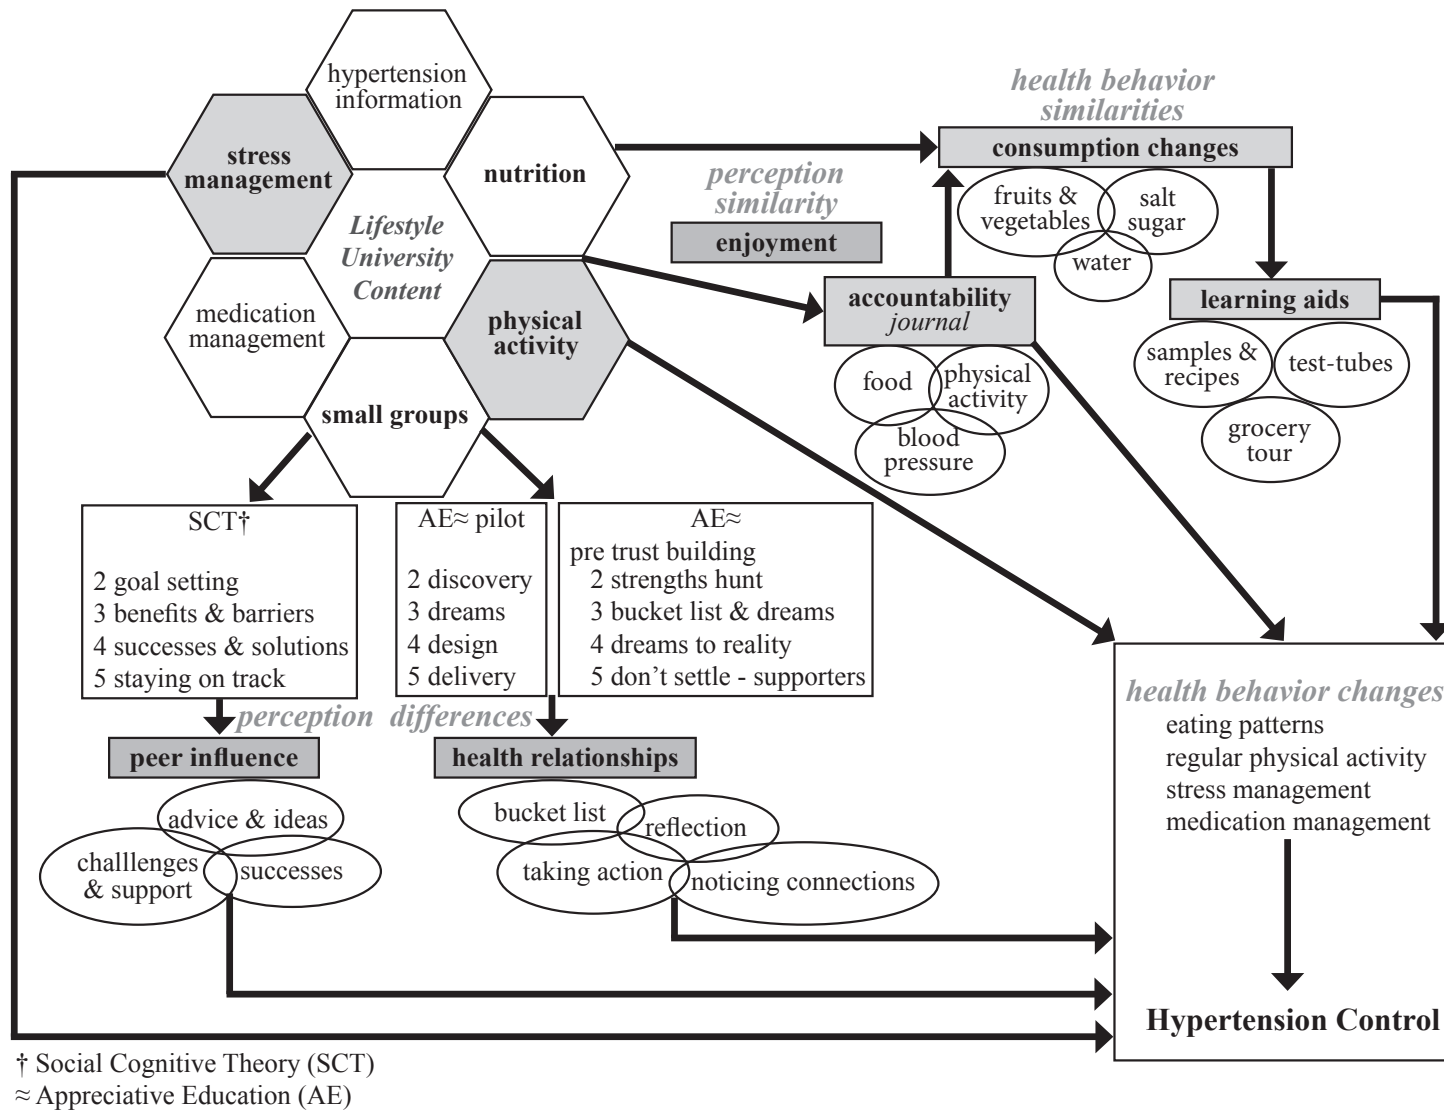 hypertension
information
stress
management
nutrition
Lifestyle
University
Content
medication
management
physical
activity
small groups
perception
similarity
enjoyment
health behavior
similarities
consumption changes
fruits &
vegetables
salt
sugar
water
accountability
journal
food
physical
activity
blood
pressure
learning aids
samples &
recipes
test-tubes
grocery
tour
SCT†
2 goal setting
3 benefits & barriers
4 successes & solutions
5 staying on track
AE≈ pilot
2 discovery
3 dreams
4 design
5 delivery
AE≈
pre trust building
2 strengths hunt
3 bucket list & dreams
4 dreams to reality
5 don’t settle - supporters
perception differences
peer influence
advice & ideas
challlenges
& support
successes
health relationships
bucket list
reflection
taking action
noticing connections
health behavior changes
eating patterns
regular physical activity
stress management
medication management
Hypertension Control
† Social Cognitive Theory (SCT)
≈ Appreciative Education (AE)